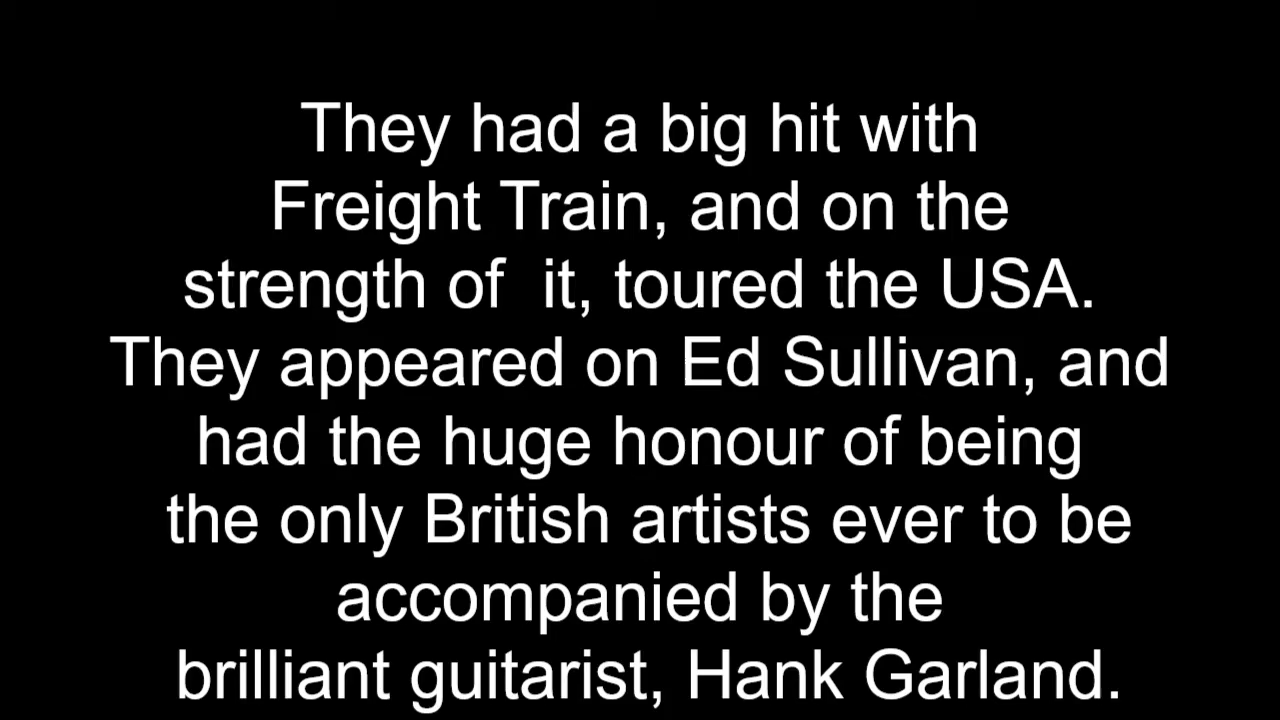 They had a big hit with
Freight Train, and on the
strength of  it, toured the USA.
They appeared on Ed Sullivan, and
had the huge honour of being
the only British artists ever to be
accompanied by the
brilliant guitarist, Hank Garland.